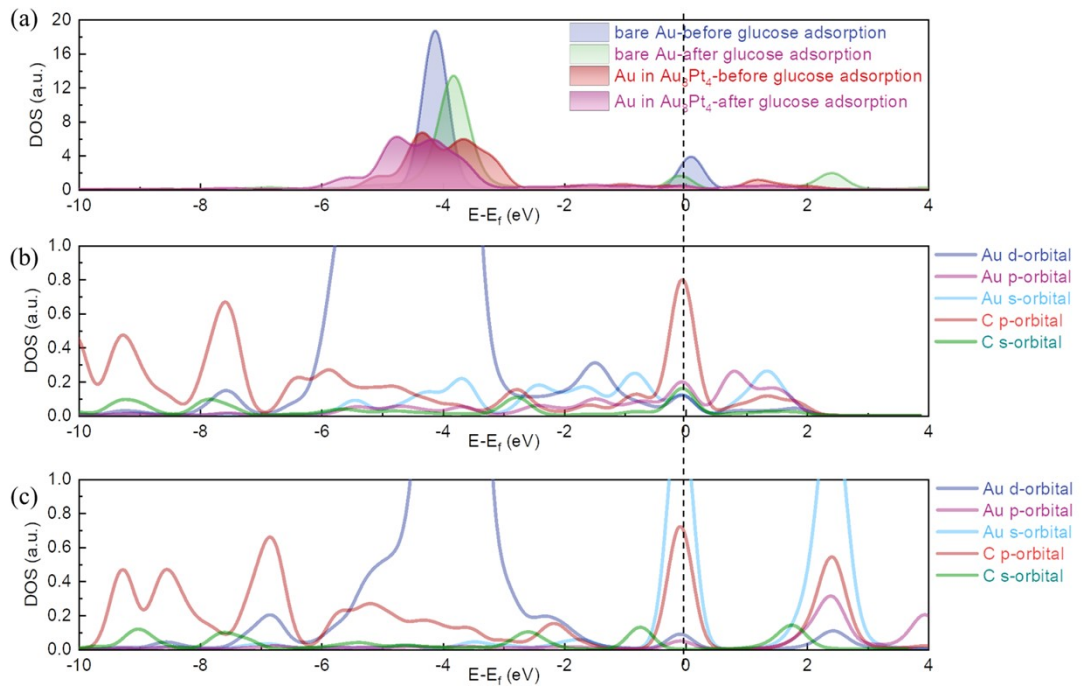 (a)
DOS (a.u.)
20
16
12
8
4
0
bare Au-before glucose adsorption
bare Au-after glucose adsorption
Au in Au₃Pt₄-before glucose adsorption
Au in Au₃Pt₄-after glucose adsorption
-10 -8 -6 -4 -2 0 2 4
E-Ef (eV)
(b)
DOS (a.u.)
1.0
0.8
0.6
0.4
0.2
0.0
Au d-orbital
Au p-orbital
Au s-orbital
C p-orbital
C s-orbital
-10 -8 -6 -4 -2 0 2 4
E-Ef (eV)
(c)
DOS (a.u.)
1.0
0.8
0.6
0.4
0.2
0.0
Au d-orbital
Au p-orbital
Au s-orbital
C p-orbital
C s-orbital
-10 -8 -6 -4 -2 0 2 4
E-Ef (eV)